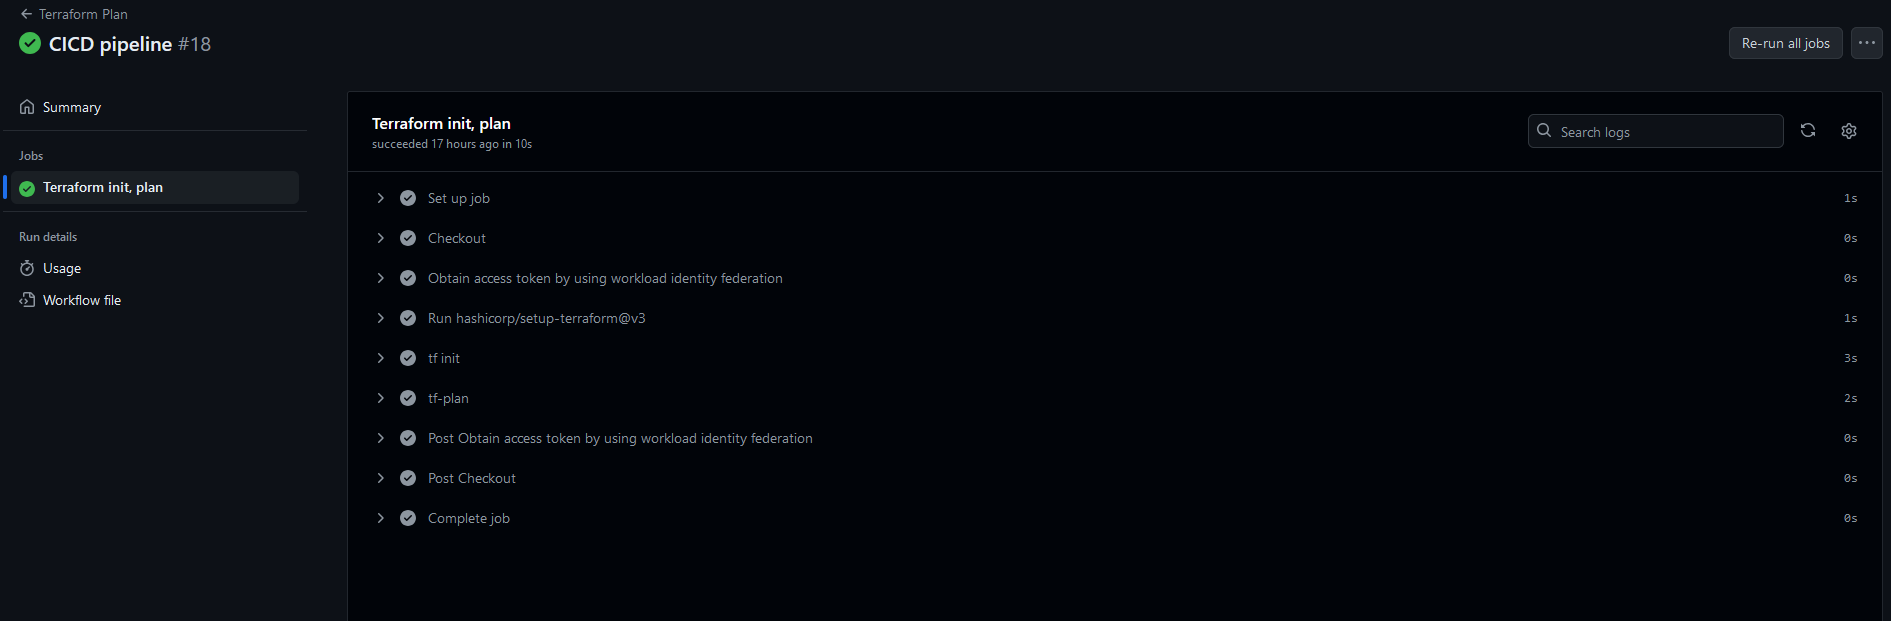 Terraform Plan
CICD pipeline #18
Re-run all jobs
Summary
Jobs
Terraform init, plan
Run details
Usage
Workflow file
Terraform init, plan
succeeded 17 hours ago in 10s
Search logs
Set up job 1s
Checkout 0s
Obtain access token by using workload identity federation 0s
Run hashicorp/setup-terraform@v3 1s
tf init 3s
tf-plan 2s
Post Obtain access token by using workload identity federation 0s
Post Checkout 0s
Complete job 0s